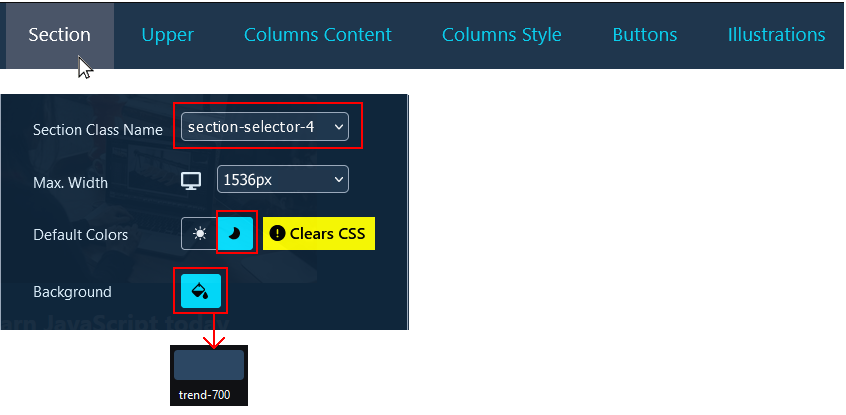 Section Upper Columns Content Columns Style Buttons Illustrations
Section Class Name section-selector-4
Max. Width 1536px
Default Colors Clears CSS
Background
arn JavaScript today
trend-700